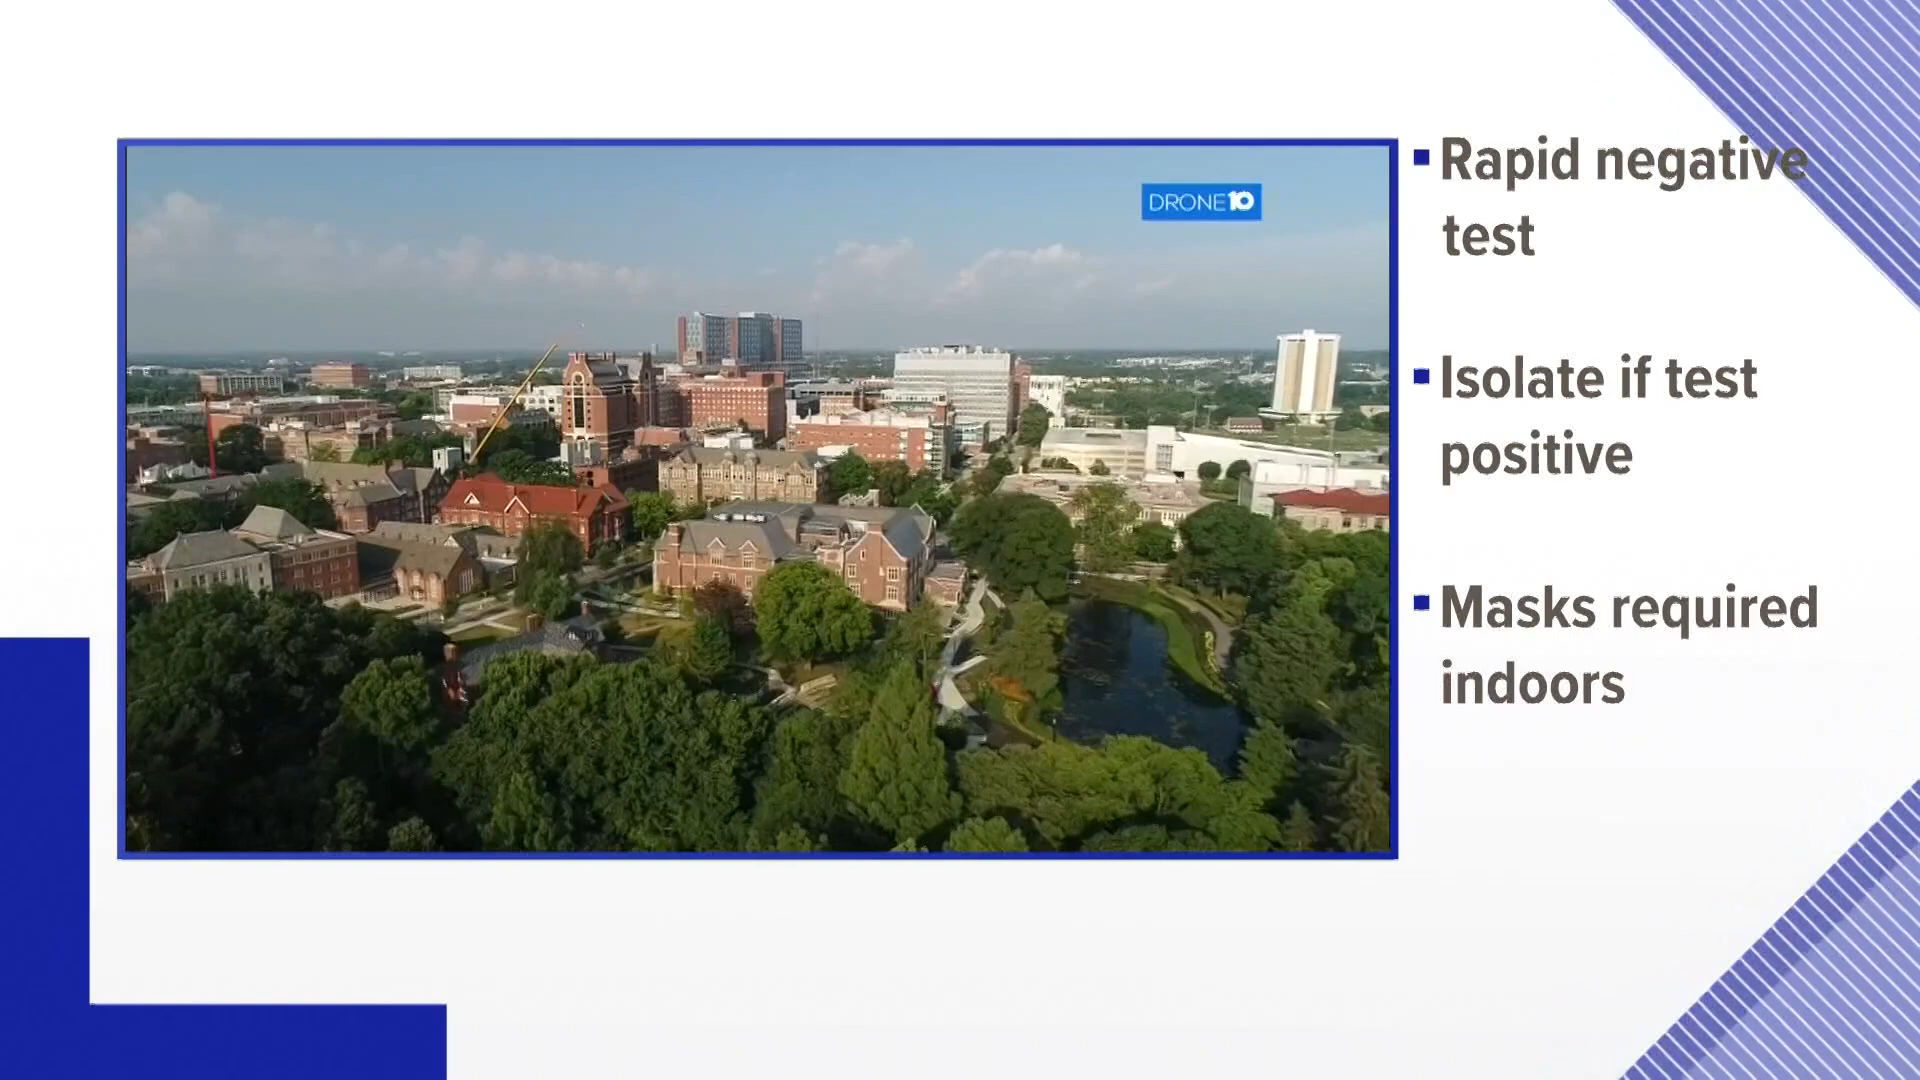 DRONE10
Rapid negative
test
Isolate if test
positive
Masks required
indoors